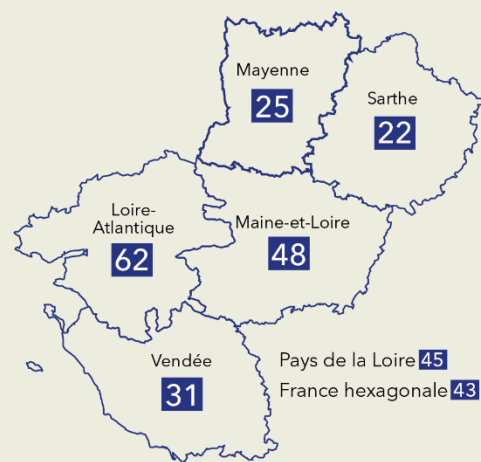 Mayenne
25
Sarthe
22
Loire-
Atlantique
62
Maine-et-Loire
48
Vendée
31
Pays de la Loire 45
France hexagonale 43